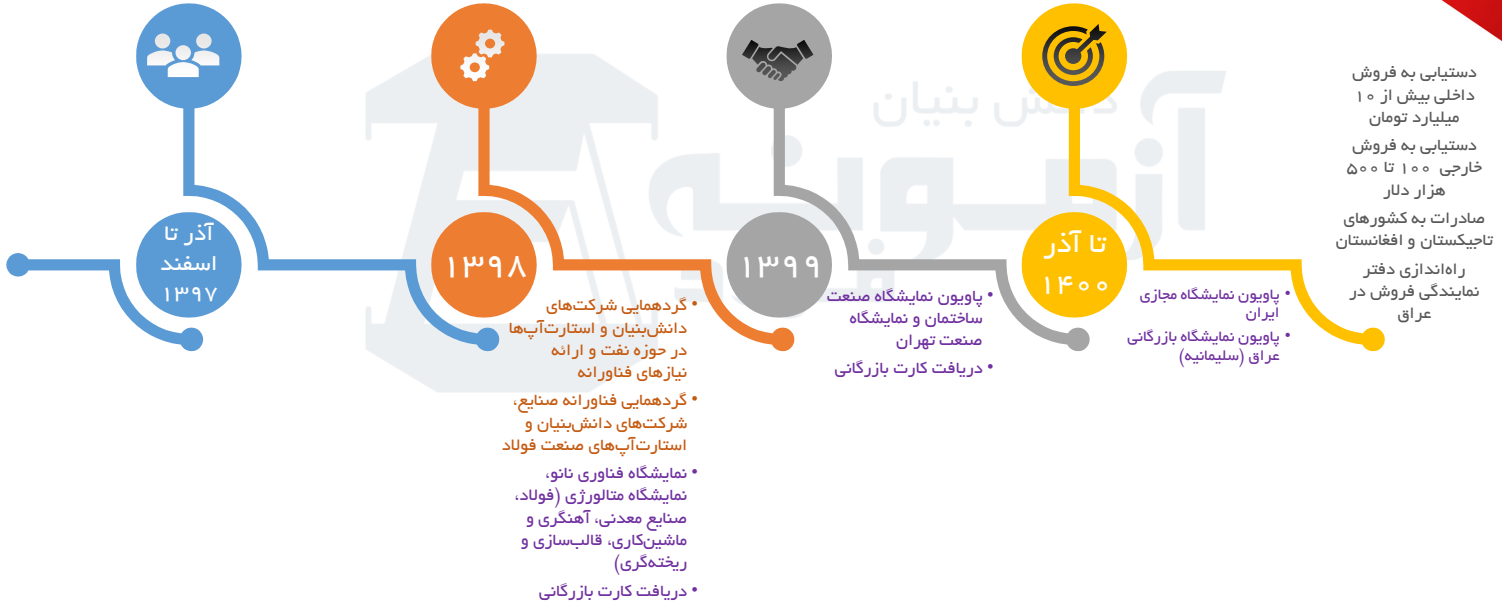 دانش بنیان
آزمونه
فولاد
آذر تا
اسفند
۱۳۹۷
۱۳۹۸
• گردهمایی شرکت‌های
دانش‌بنیان و استارت‌آپ‌ها
در حوزه نفت و ارائه
نیازهای فناورانه
• گردهمایی فناورانه صنایع،
شرکت‌های دانش‌بنیان و
استارت‌آپ‌های صنعت فولاد
• نمایشگاه فناوری نانو،
نمایشگاه متالورژی (فولاد،
صنایع معدنی، آهنگری و
ماشین‌کاری، قالب‌سازی و
ریخته‌گری)
• دریافت کارت بازرگانی
۱۳۹۹
• پاویون نمایشگاه صنعت
ساختمان و نمایشگاه
صنعت تهران
• دریافت کارت بازرگانی
تا آذر
۱۴۰۰
• پاویون نمایشگاه مجازی
ایران
• پاویون نمایشگاه بازرگانی
عراق (سلیمانیه)
دستیابی به فروش
داخلی بیش از ۱۰
میلیارد تومان
دستیابی به فروش
خارجی ۱۰۰ تا ۵۰۰
هزار دلار
صادرات به کشورهای
تاجیکستان و افغانستان
راه‌اندازی دفتر
نمایندگی فروش در
عراق